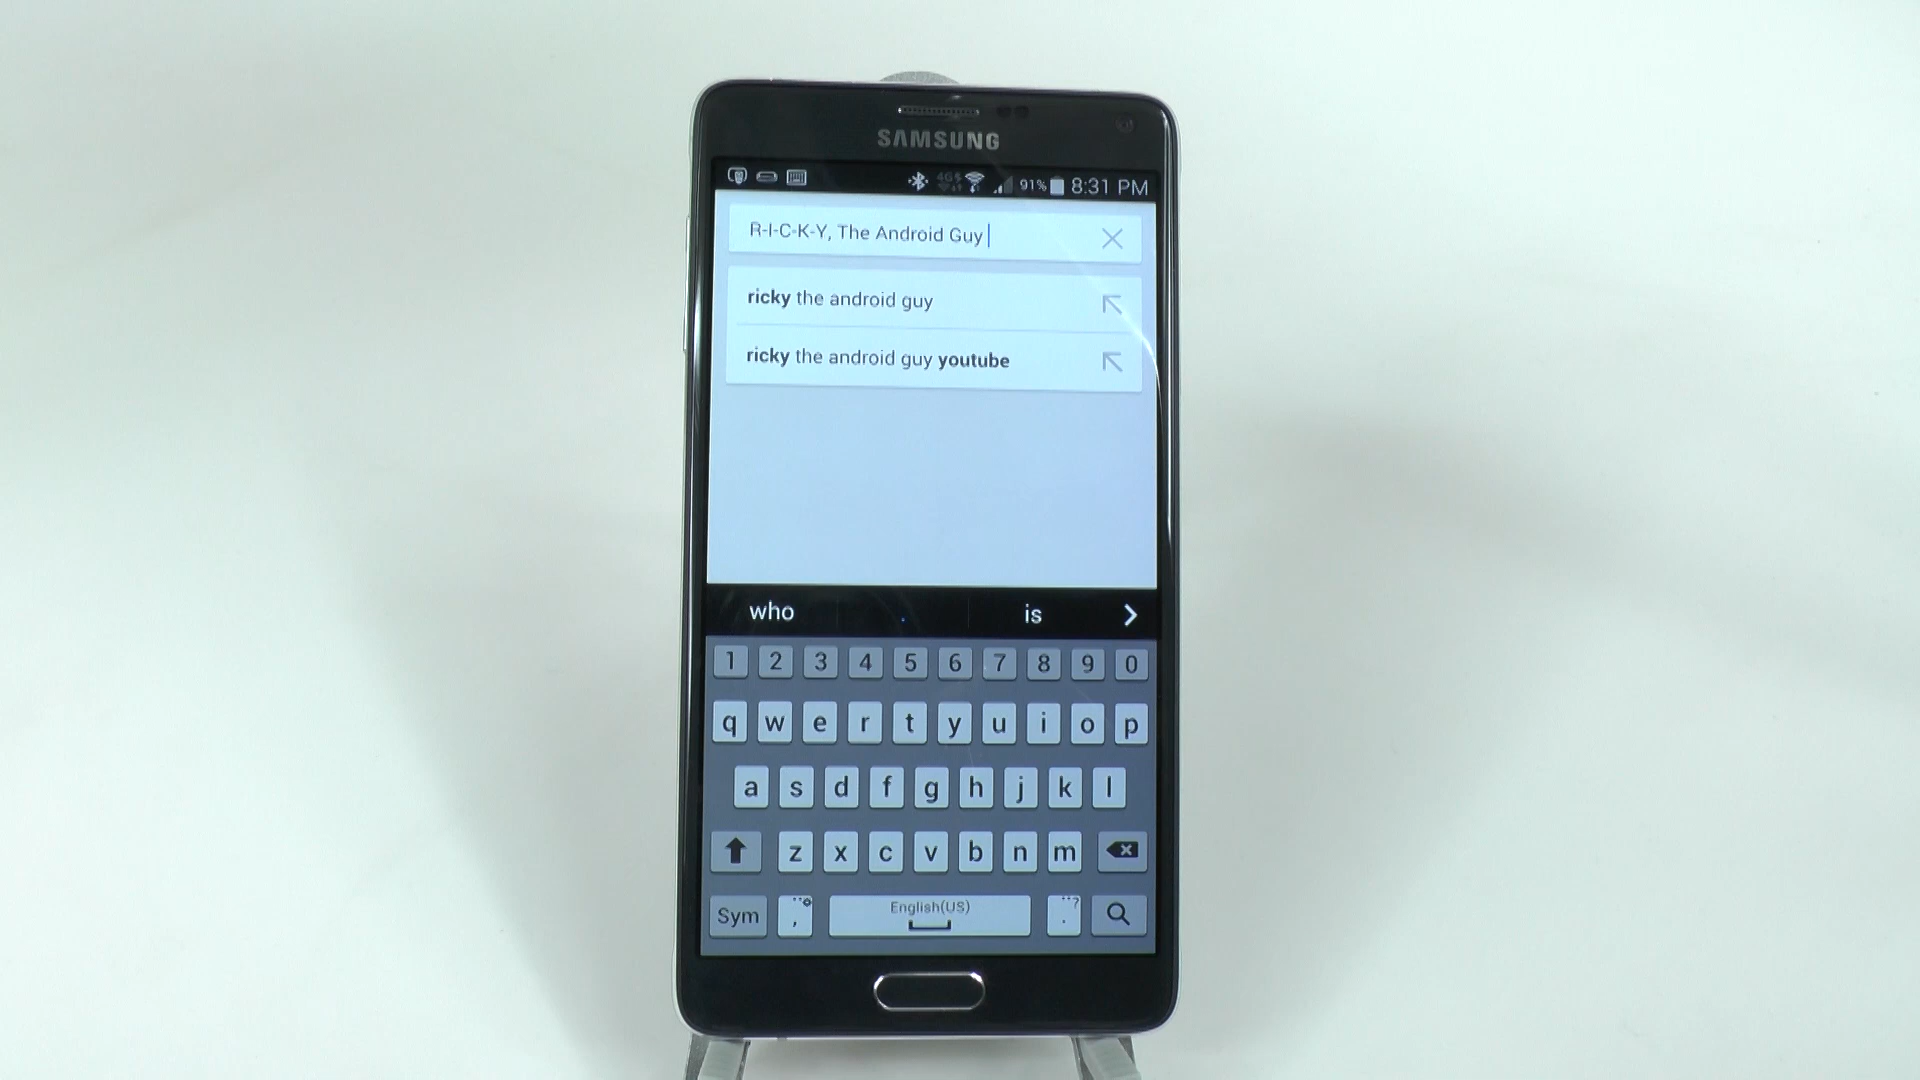 SAMSUNG
4G 91% 8:31 PM
R-I-C-K-Y, The Android Guy
ricky the android guy
ricky the android guy youtube
who . is
1 2 3 4 5 6 7 8 9 0
q w e r t y u i o p
a s d f g h j k l
z x c v b n m
Sym , English(US) . ?